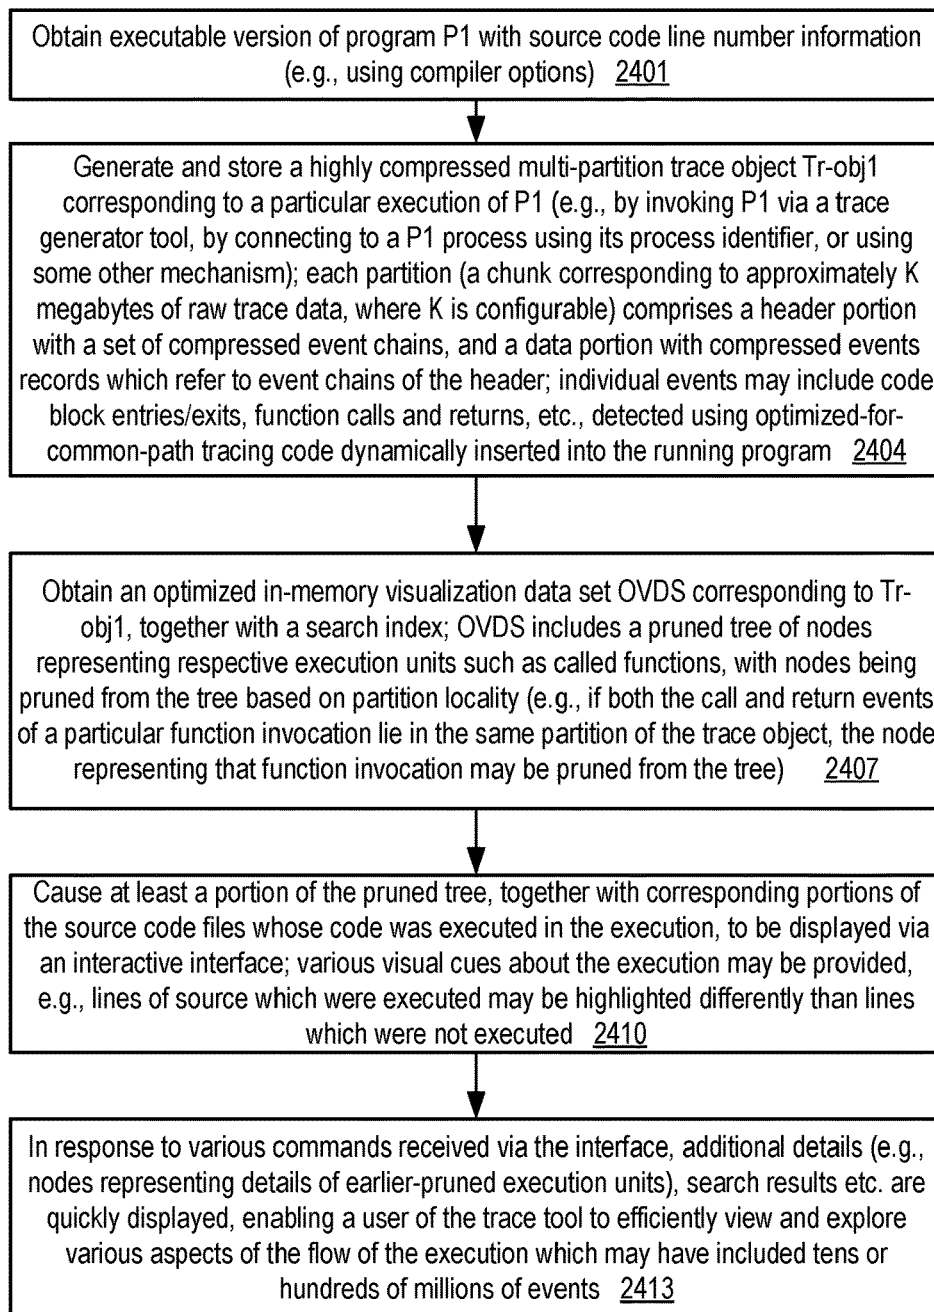 Obtain executable version of program P1 with source code line number information
(e.g., using compiler options) 2401
Generate and store a highly compressed multi-partition trace object Tr-obj1
corresponding to a particular execution of P1 (e.g., by invoking P1 via a trace
generator tool, by connecting to a P1 process using its process identifier, or using
some other mechanism); each partition (a chunk corresponding to approximately K
megabytes of raw trace data, where K is configurable) comprises a header portion
with a set of compressed event chains, and a data portion with compressed events
records which refer to event chains of the header; individual events may include code
block entries/exits, function calls and returns, etc., detected using optimized-for-
common-path tracing code dynamically inserted into the running program 2404
Obtain an optimized in-memory visualization data set OVDS corresponding to Tr-
obj1, together with a search index; OVDS includes a pruned tree of nodes
representing respective execution units such as called functions, with nodes being
pruned from the tree based on partition locality (e.g., if both the call and return events
of a particular function invocation lie in the same partition of the trace object, the node
representing that function invocation may be pruned from the tree) 2407
Cause at least a portion of the pruned tree, together with corresponding portions of
the source code files whose code was executed in the execution, to be displayed via
an interactive interface; various visual cues about the execution may be provided,
e.g., lines of source which were executed may be highlighted differently than lines
which were not executed 2410
In response to various commands received via the interface, additional details (e.g.,
nodes representing details of earlier-pruned execution units), search results etc. are
quickly displayed, enabling a user of the trace tool to efficiently view and explore
various aspects of the flow of the execution which may have included tens or
hundreds of millions of events 2413